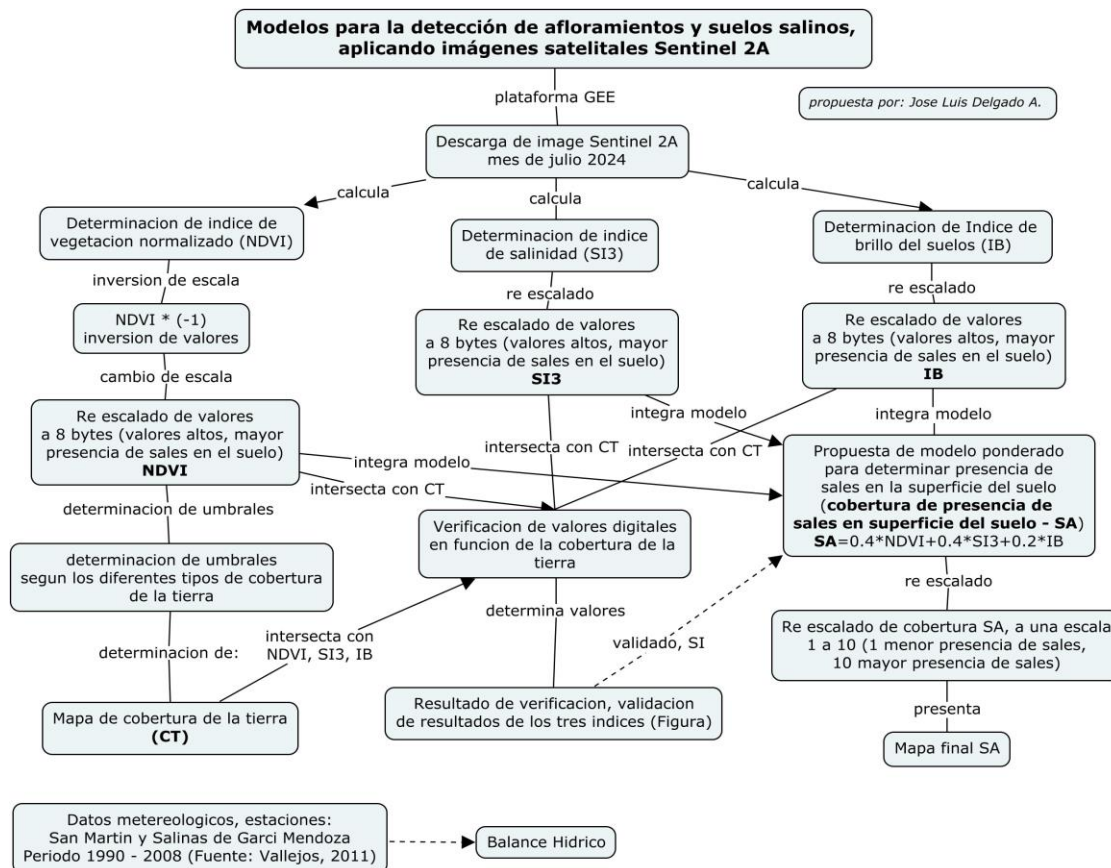 Modelos para la detección de afloramientos y suelos salinos,
aplicando imágenes satelitales Sentinel 2A
plataforma GEE
propuesta por: Jose Luis Delgado A.
Descarga de image Sentinel 2A
mes de julio 2024
calcula
calcula
calcula
Determinacion de indice de
vegetacion normalizado (NDVI)
Determinacion de indice
de salinidad (SI3)
Determinacion de Indice de
brillo del suelos (IB)
inversion de escala
re escalado
re escalado
NDVI * (-1)
inversion de valores
Re escalado de valores
a 8 bytes (valores altos, mayor
presencia de sales en el suelo)
SI3
Re escalado de valores
a 8 bytes (valores altos, mayor
presencia de sales en el suelo)
IB
cambio de escala
Re escalado de valores
a 8 bytes (valores altos, mayor
presencia de sales en el suelo)
NDVI
integra modelo
integra modelo
intersecta con CT
intersecta con CT
integra modelo
intersecta con CT
Propuesta de modelo ponderado
para determinar presencia de
sales en la superficie del suelo
(cobertura de presencia de
sales en superficie del suelo - SA)
SA=0.4*NDVI+0.4*SI3+0.2*IB
determinacion de umbrales
Verificacion de valores digitales
en funcion de la cobertura de la
tierra
determinacion de umbrales
segun los diferentes tipos de cobertura
de la tierra
re escalado
determina valores
intersecta con
NDVI, SI3, IB
validado, SI
determinacion de:
Re escalado de cobertura SA, a una escala
1 a 10 (1 menor presencia de sales,
10 mayor presencia de sales)
Mapa de cobertura de la tierra
(CT)
Resultado de verificacion, validacion
de resultados de los tres indices (Figura)
presenta
Mapa final SA
Datos metereologicos, estaciones:
San Martin y Salinas de Garci Mendoza
Periodo 1990 - 2008 (Fuente: Vallejos, 2011)
Balance Hidrico